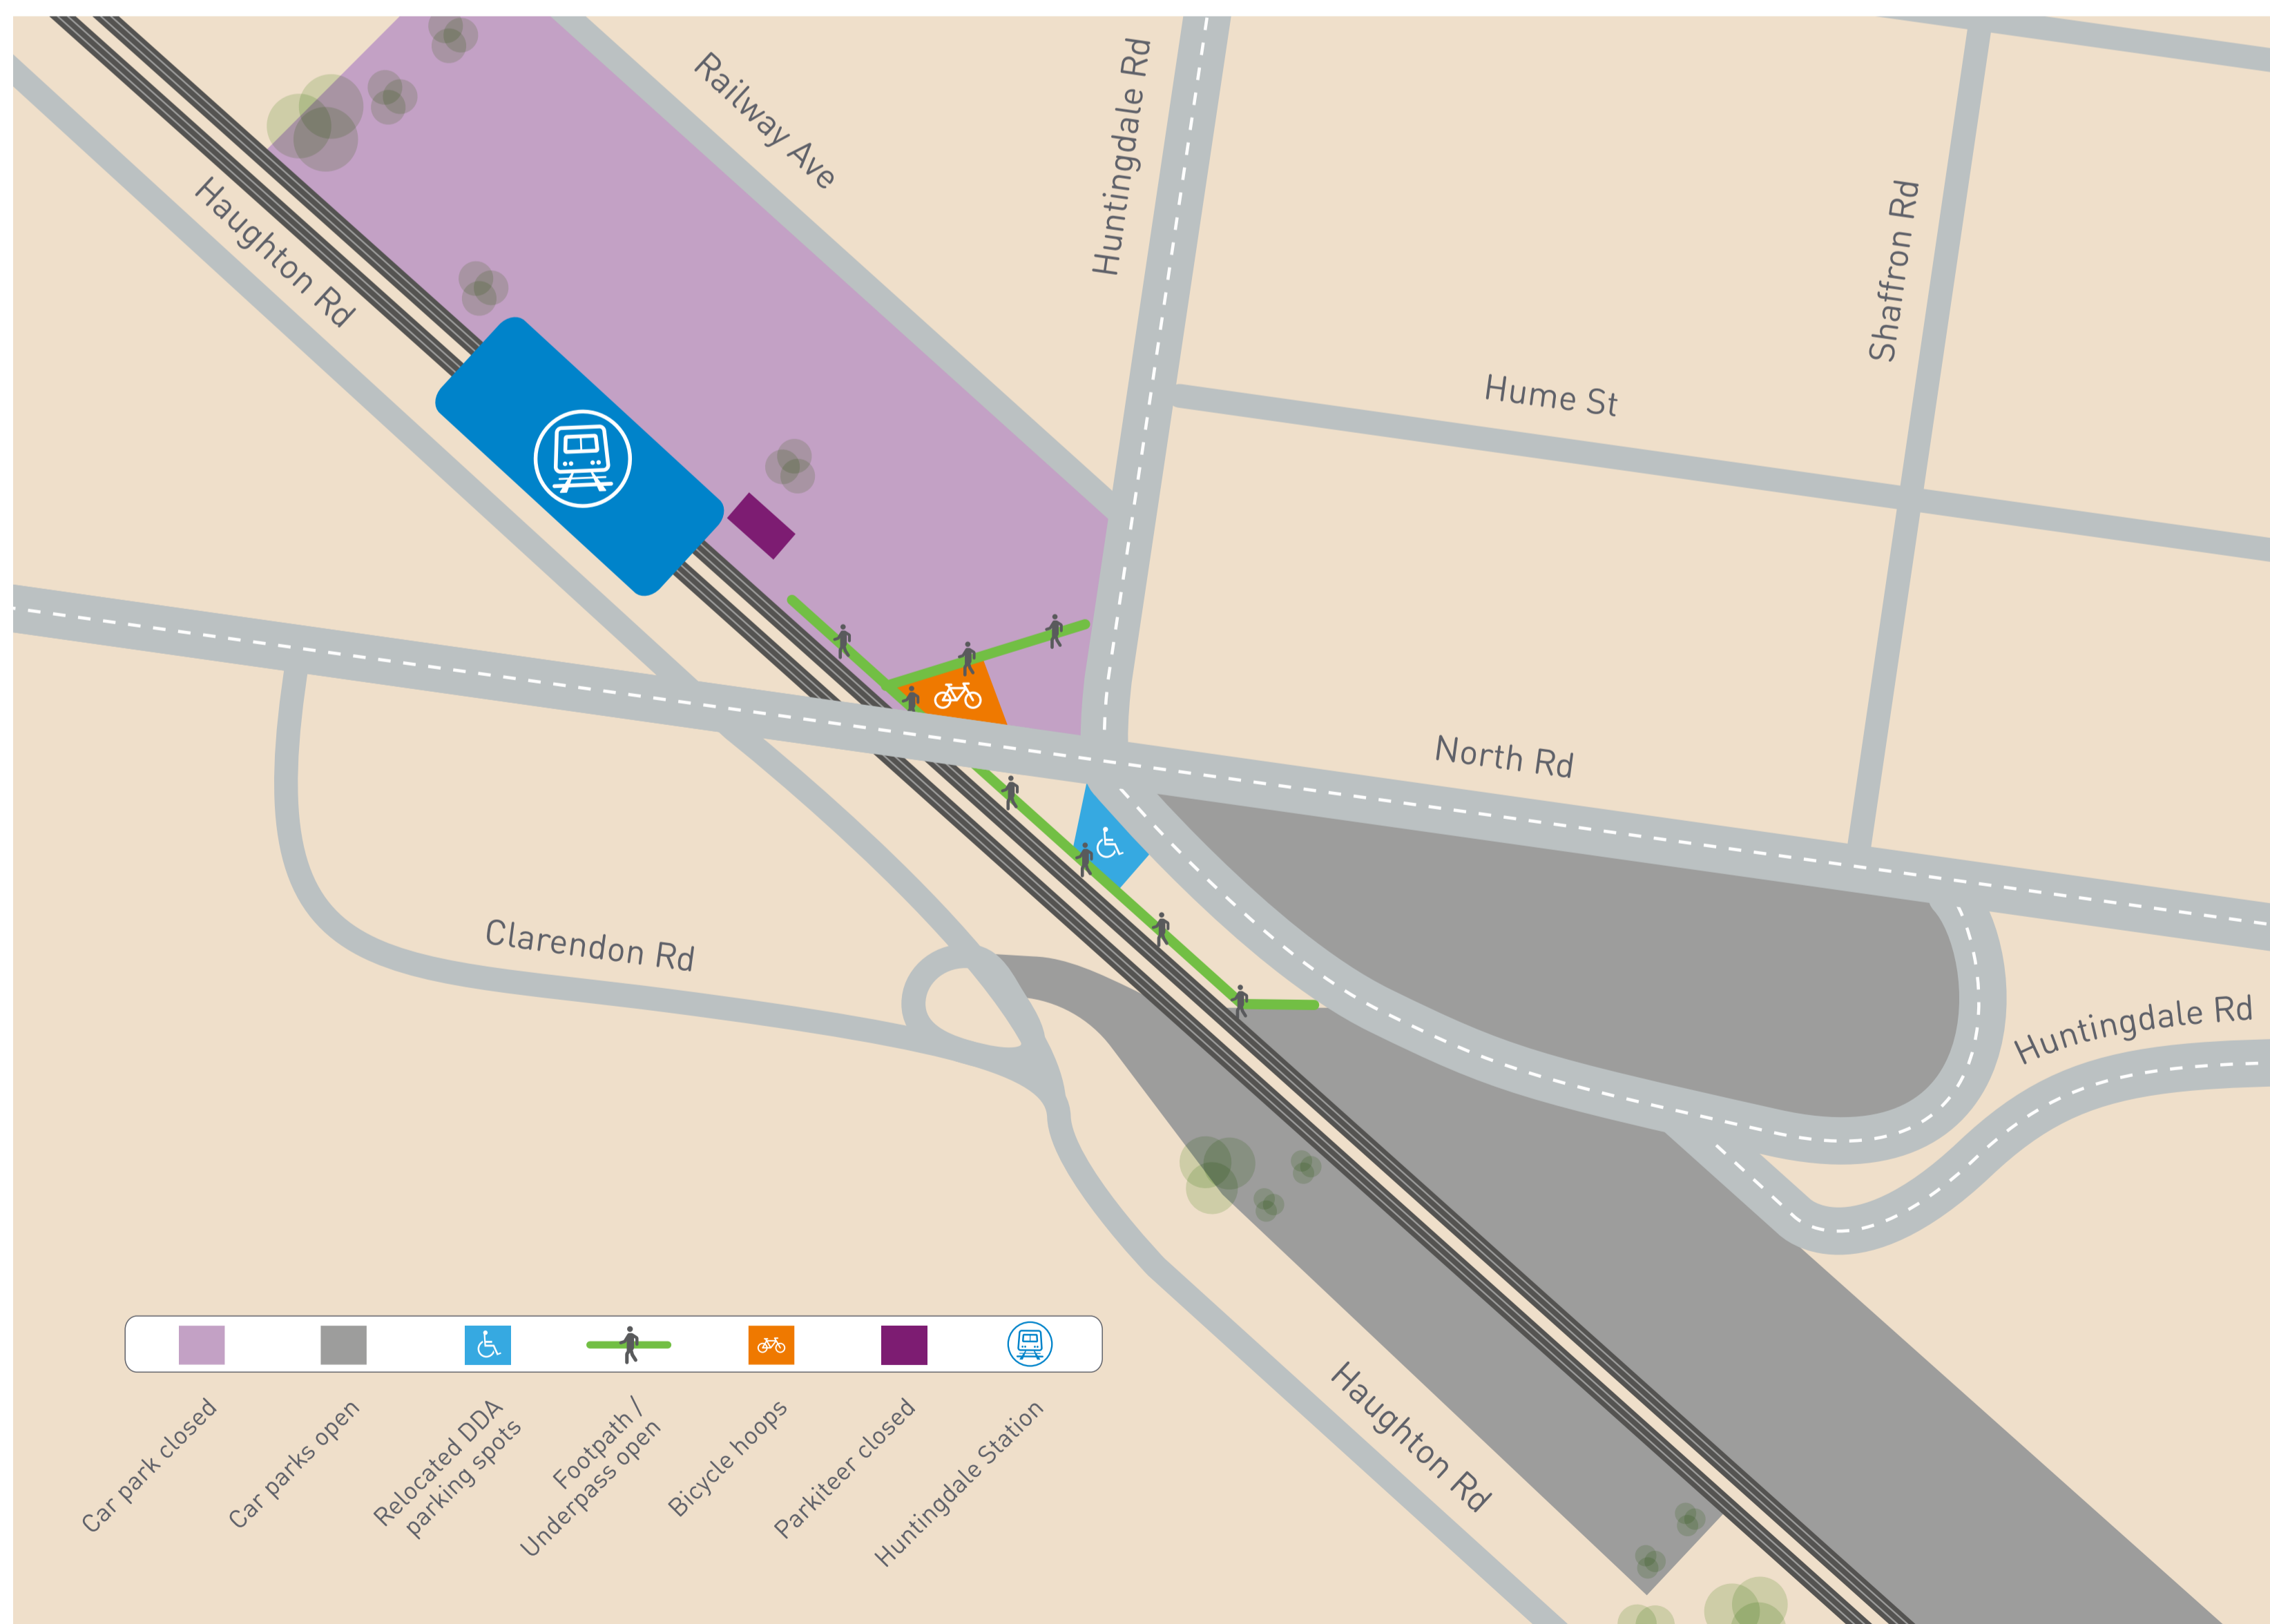 Railway Ave
Huntingdale Rd
Haughton Rd
Shaffron Rd
Hume St
North Rd
Clarendon Rd
Huntingdale Rd
Haughton Rd
Car park closed
Car parks open
Relocated DDA
parking spots
Footpath /
Underpass open
Bicycle hoops
Parkiteer closed
Huntingdale Station